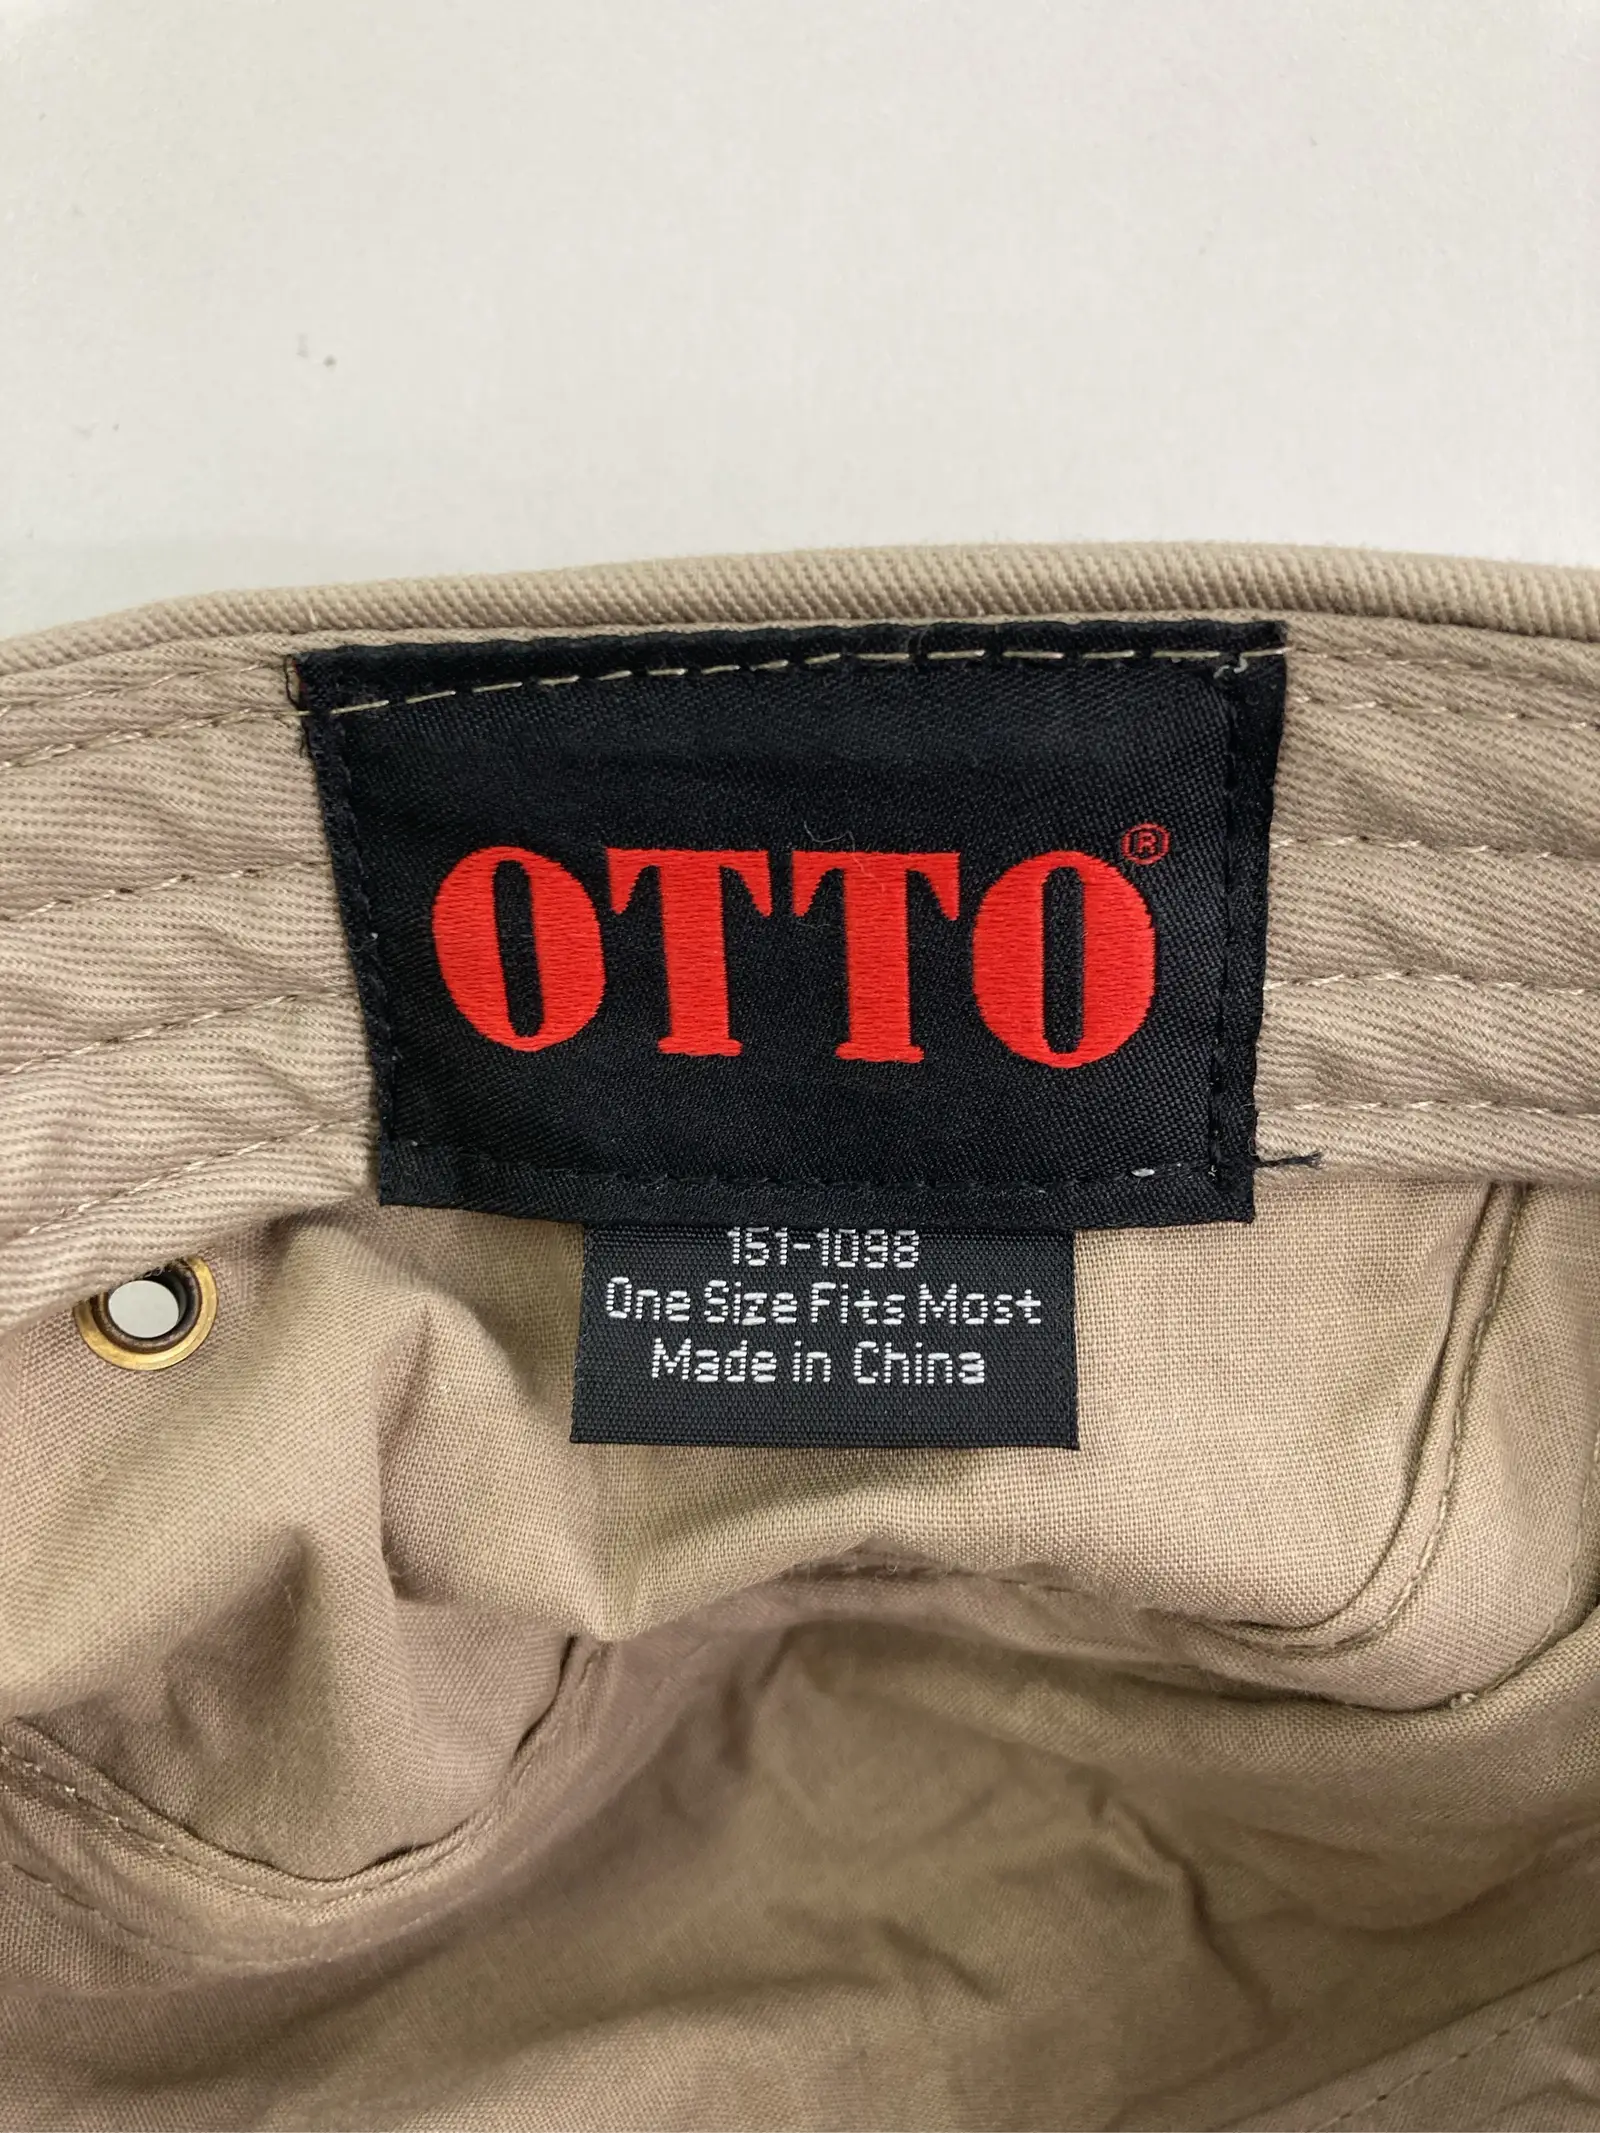 OTTO®
151-1098
One Size Fits Most
Made in China